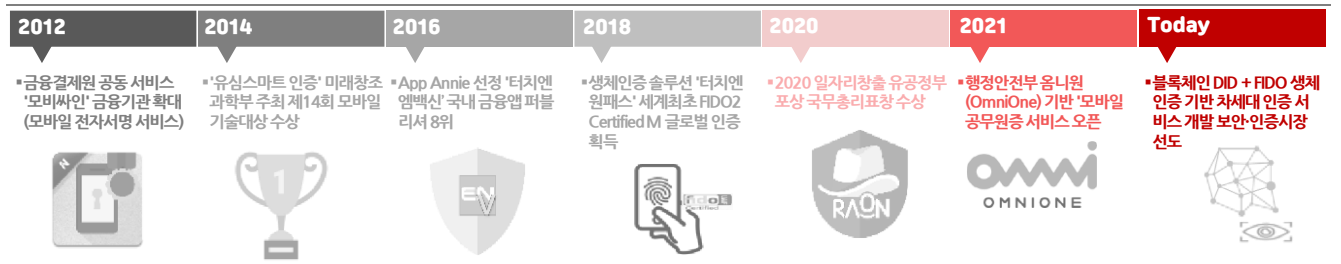 2012
▪금융결제원 공동 서비스
'모비싸인' 금융기관 확대
(모바일 전자서명 서비스)
N
2014
▪'유심스마트 인증' 미래창조
과학부 주최 제14회 모바일
기술대상 수상
1
2016
▪App Annie 선정 '터치엔
엠백신' 국내 금융앱 퍼블
리셔 8위
EV
2018
▪생체인증 솔루션 '터치엔
원패스' 세계최초 FIDO2
Certified M 글로벌 인증
획득
Certified
2020
▪2020 일자리창출 유공정부
포상 국무총리표창 수상
RAON
2021
▪행정안전부 옴니원
(OmniOne) 기반 '모바일
공무원증 서비스 오픈
omni
OMNIONE
Today
▪블록체인 DID + FIDO 생체
인증 기반 차세대 인증 서
비스 개발 보안·인증시장
선도